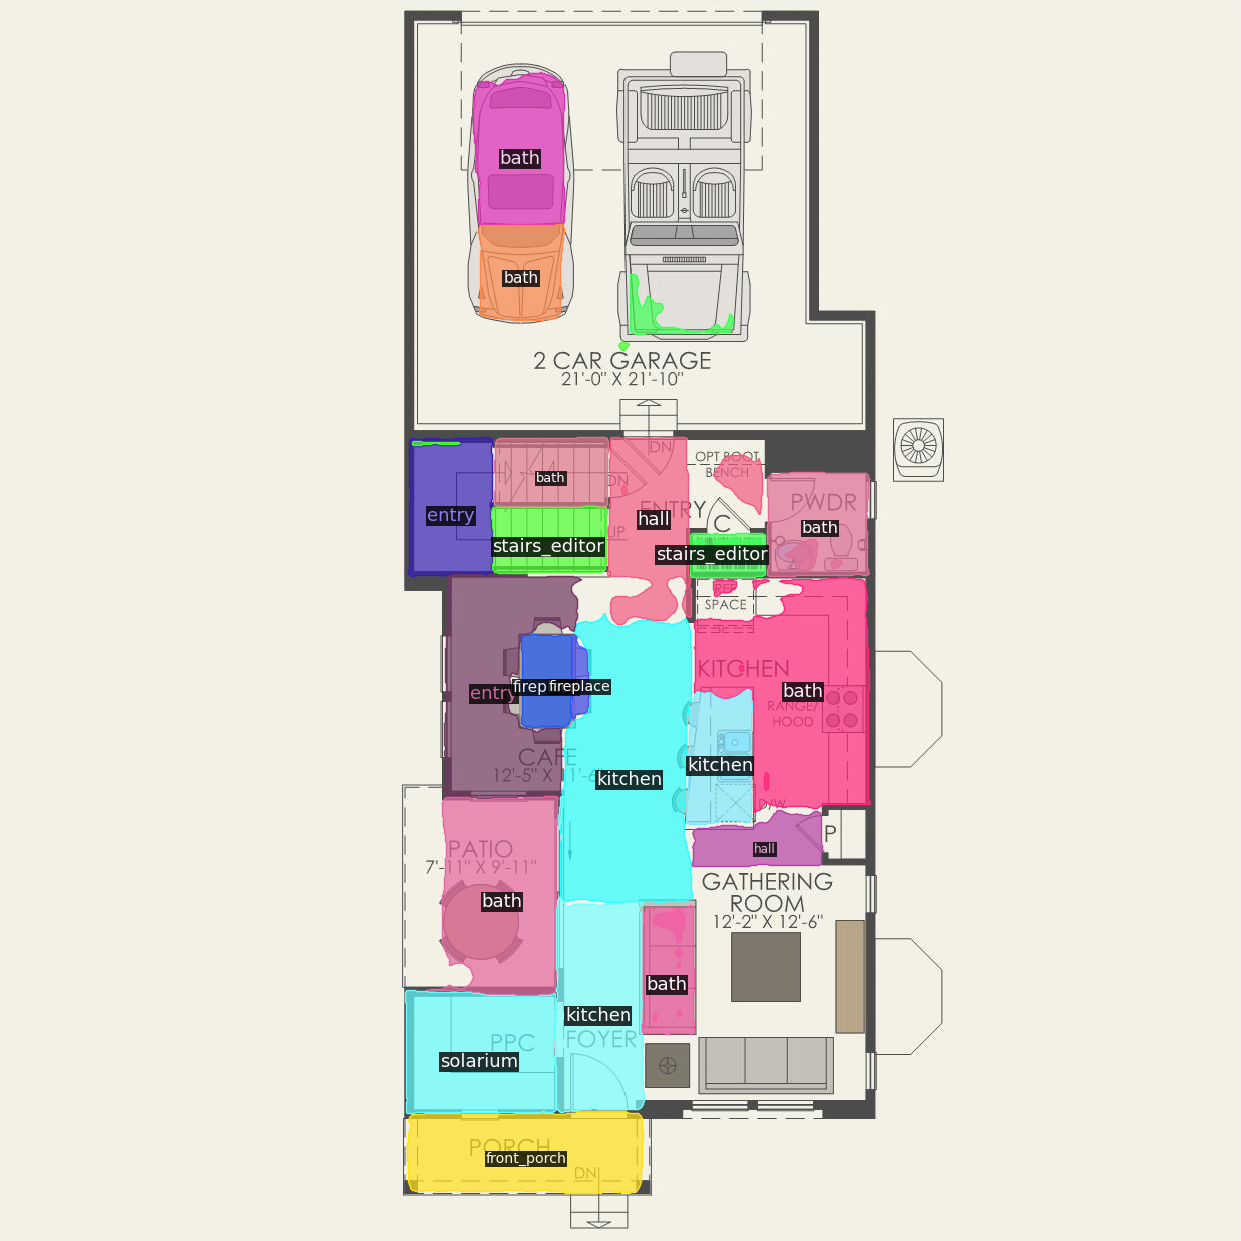 bath
bath
2 CAR GARAGE
21'-0" X 21'-10"
DN
OPT BOOT
BENCH
bath
DN
PWDR
entry
ENTRY
hall
C
bath
UP
stairs_editor
stairs_editor
REF
SPACE
KITCHEN
entry
fireplace
bath
RANGE/
HOOD
CAFE
12'-5" X 11'-6"
kitchen
kitchen
D/W
P
PATIO
7'-11" X 9'-11"
hall
GATHERING
ROOM
12'-2" X 12'-6"
bath
bath
kitchen
PPC
FOYER
solarium
PORCH
front_porch
DN